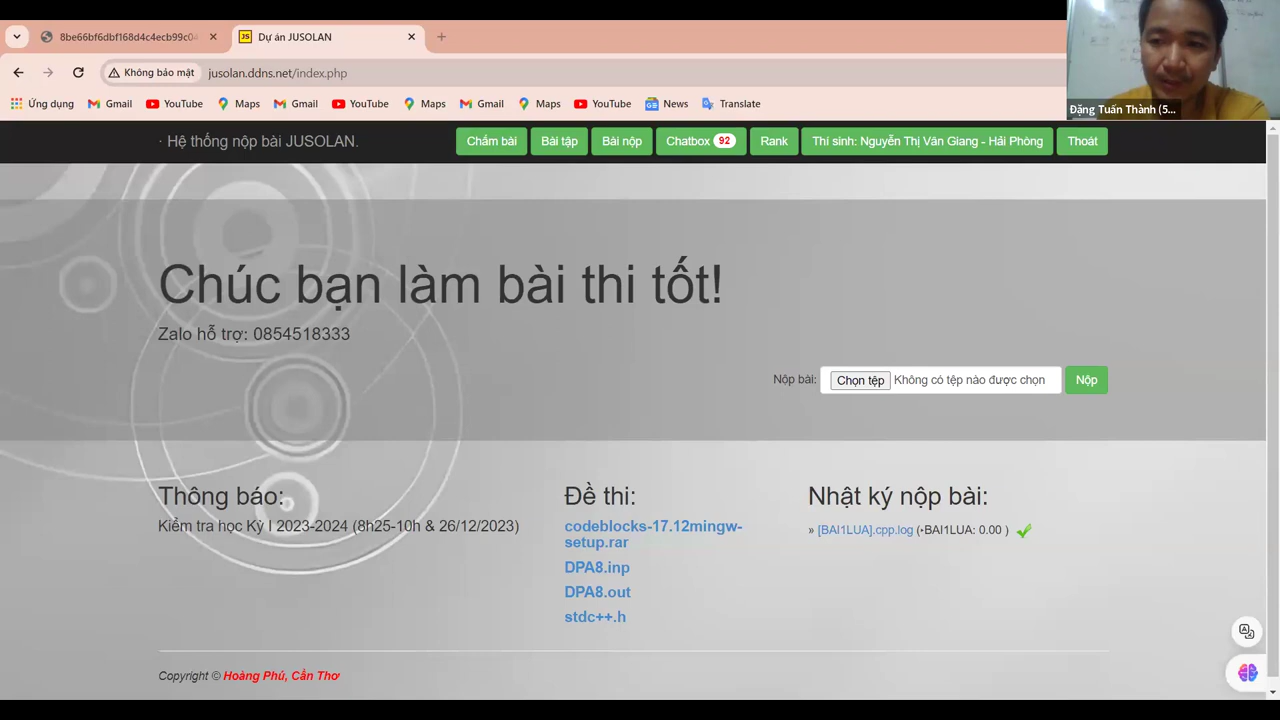 8be66bf6dbf168d4c4ecb99c04
Dự án JUSOLAN
Không bảo mật
jusolan.ddns.net/index.php
Ứng dụng
Gmail
YouTube
Maps
Gmail
YouTube
Maps
Gmail
Maps
YouTube
News
Translate
Đặng Tuấn Thành (5...
· Hệ thống nộp bài JUSOLAN.
Chấm bài
Bài tập
Bài nộp
Chatbox 92
Rank
Thí sinh: Nguyễn Thị Vân Giang - Hải Phòng
Thoát
Chúc bạn làm bài thi tốt!
Zalo hỗ trợ: 0854518333
Nộp bài: Chọn tệp Không có tệp nào được chọn Nộp
Thông báo:
Kiểm tra học Kỳ I 2023-2024 (8h25-10h & 26/12/2023)
Đề thi:
codeblocks-17.12mingw-
setup.rar
DPA8.inp
DPA8.out
stdc++.h
Nhật ký nộp bài:
» [BAI1LUA].cpp.log (•BAI1LUA: 0.00 )
Copyright © Hoàng Phú, Cần Thơ